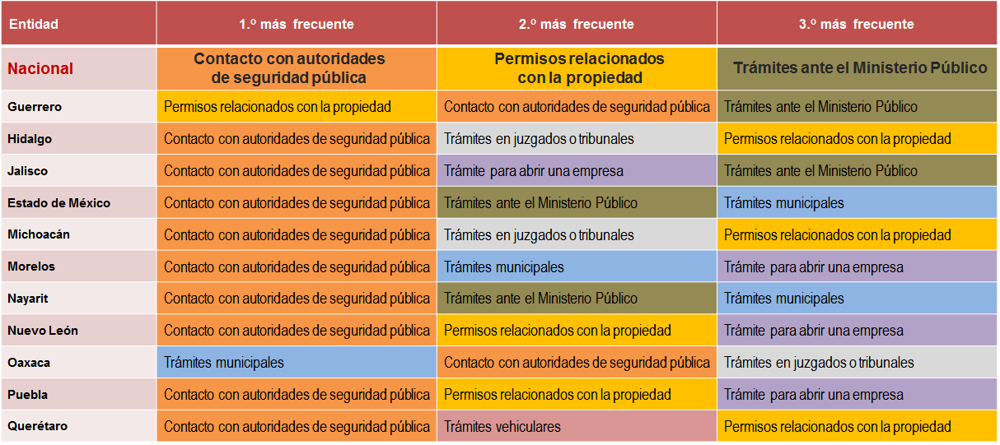 Entidad 1.º más frecuente 2.º más frecuente 3.º más frecuente
Nacional Contacto con autoridades de seguridad pública Permisos relacionados con la propiedad Trámites ante el Ministerio Público
Guerrero Permisos relacionados con la propiedad Contacto con autoridades de seguridad pública Trámites ante el Ministerio Público
Hidalgo Contacto con autoridades de seguridad pública Trámites en juzgados o tribunales Permisos relacionados con la propiedad
Jalisco Contacto con autoridades de seguridad pública Trámite para abrir una empresa Trámites ante el Ministerio Público
Estado de México Contacto con autoridades de seguridad pública Trámites ante el Ministerio Público Trámites municipales
Michoacán Contacto con autoridades de seguridad pública Trámites en juzgados o tribunales Permisos relacionados con la propiedad
Morelos Contacto con autoridades de seguridad pública Trámites municipales Trámite para abrir una empresa
Nayarit Contacto con autoridades de seguridad pública Trámites ante el Ministerio Público Trámites municipales
Nuevo León Contacto con autoridades de seguridad pública Permisos relacionados con la propiedad Trámite para abrir una empresa
Oaxaca Trámites municipales Contacto con autoridades de seguridad pública Trámites en juzgados o tribunales
Puebla Contacto con autoridades de seguridad pública Permisos relacionados con la propiedad Trámite para abrir una empresa
Querétaro Contacto con autoridades de seguridad pública Trámites vehiculares Permisos relacionados con la propiedad